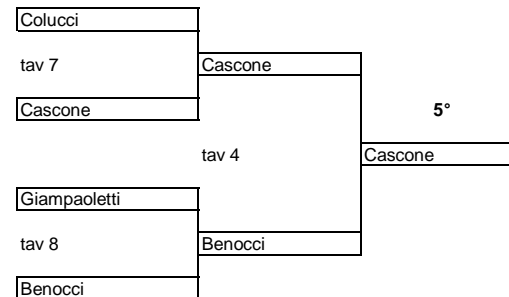 Colucci
tav 7
Cascone
Cascone
5°
tav 4
Cascone
Giampaoletti
tav 8
Benocci
Benocci